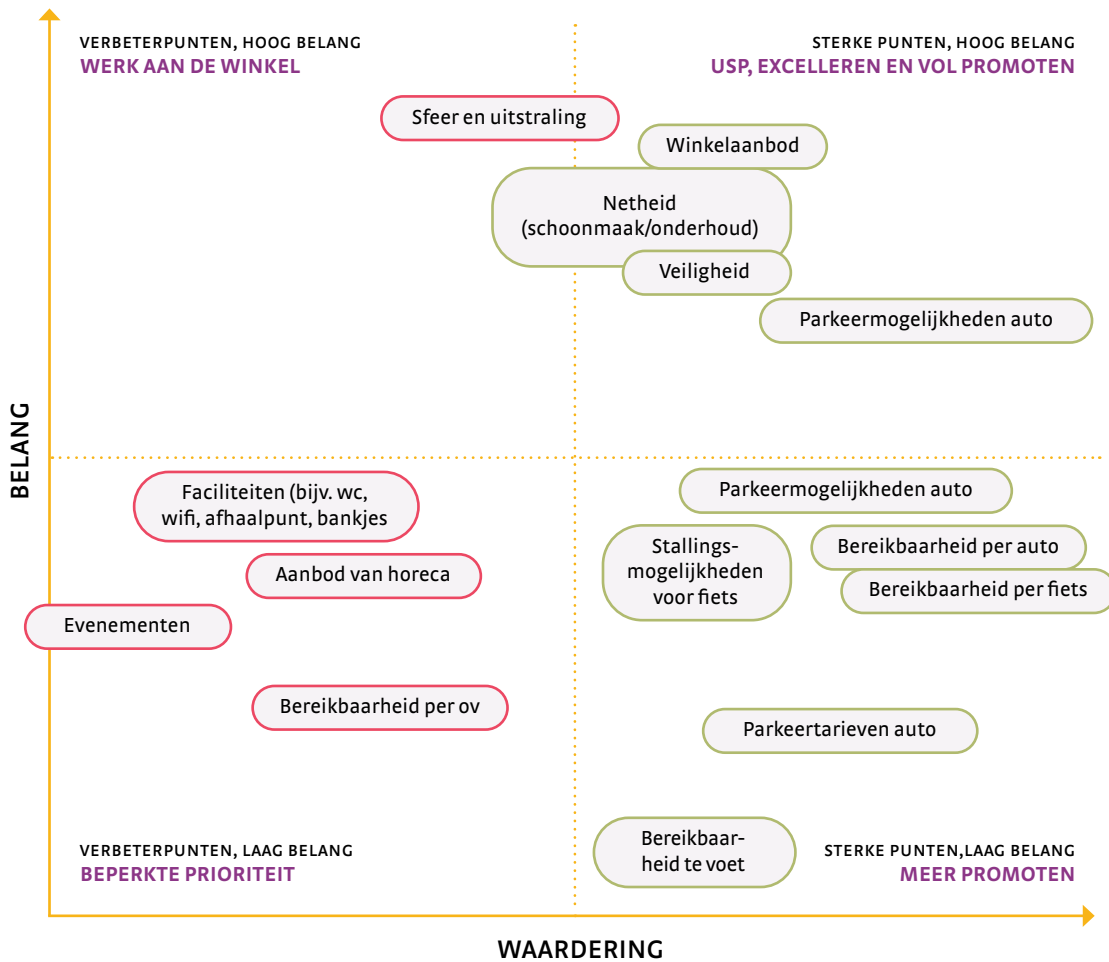 VERBETERPUNTEN, HOOG BELANG
WERK AAN DE WINKEL
STERKE PUNTEN, HOOG BELANG
USP, EXCELLEREN EN VOL PROMOTEN
Sfeer en uitstraling
Winkelaanbod
Netheid
(schoonmaak/onderhoud)
Veiligheid
Parkeermogelijkheden auto
BELANG
Faciliteiten (bijv. wc,
wifi, afhaalpunt, bankjes
Parkeermogelijkheden auto
Stallings-
mogelijkheden
voor fiets
Bereikbaarheid per auto
Aanbod van horeca
Bereikbaarheid per fiets
Evenementen
Bereikbaarheid per ov
Parkeertarieven auto
Bereikbaar-
heid te voet
VERBETERPUNTEN, LAAG BELANG
BEPERKTE PRIORITEIT
STERKE PUNTEN,LAAG BELANG
MEER PROMOTEN
WAARDERING